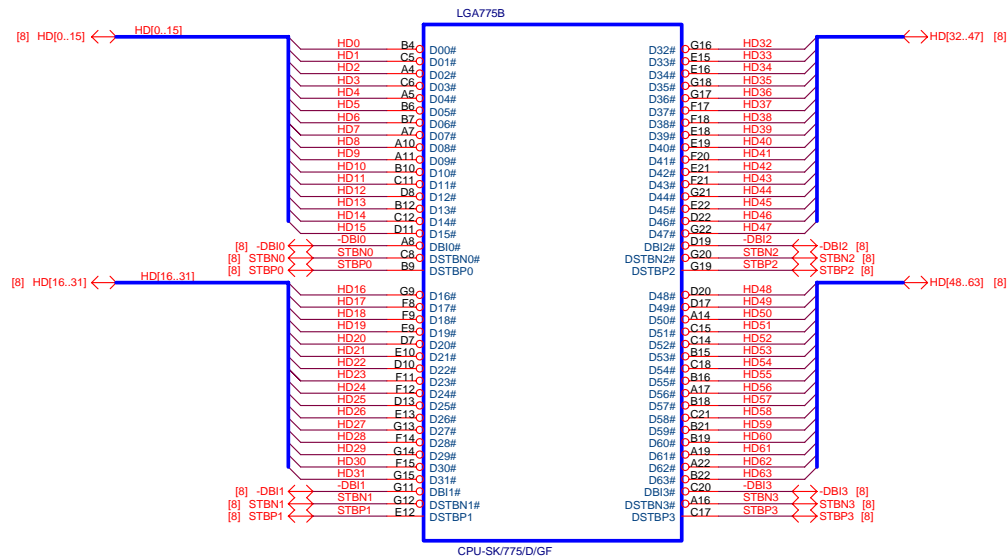 LGA775B
[8] HD[0..15] HD[0..15] HD[32..47] [8]
HD0 B4 D00# D32# G16 HD32
HD1 C5 D01# D33# E15 HD33
HD2 A4 D02# D34# E16 HD34
HD3 C6 D03# D35# G18 HD35
HD4 A5 D04# D36# G17 HD36
HD5 B6 D05# D37# F17 HD37
HD6 B7 D06# D38# F18 HD38
HD7 A7 D07# D39# E18 HD39
HD8 A10 D08# D40# E19 HD40
HD9 A11 D09# D41# F20 HD41
HD10 B10 D10# D42# E21 HD42
HD11 C11 D11# D43# F21 HD43
HD12 D8 D12# D44# G21 HD44
HD13 B12 D13# D45# E22 HD45
HD14 C12 D14# D46# D22 HD46
HD15 D11 D15# D47# G22 HD47
[8] -DBI0 -DBI0 A8 DBI0# DBI2# D19 -DBI2 -DBI2 [8]
[8] STBN0 STBN0 C8 DSTBN0# DSTBN2# G20 STBN2 STBN2 [8]
[8] STBP0 STBP0 B9 DSTBP0 DSTBP2 G19 STBP2 STBP2 [8]
[8] HD[16..31] HD[16..31] HD[48..63] [8]
HD16 G9 D16# D48# D20 HD48
HD17 F8 D17# D49# D17 HD49
HD18 F9 D18# D50# A14 HD50
HD19 E9 D19# D51# C15 HD51
HD20 D7 D20# D52# C14 HD52
HD21 E10 D21# D53# B15 HD53
HD22 D10 D22# D54# C18 HD54
HD23 F11 D23# D55# B16 HD55
HD24 F12 D24# D56# A17 HD56
HD25 D13 D25# D57# B18 HD57
HD26 E13 D26# D58# C21 HD58
HD27 G13 D27# D59# B21 HD59
HD28 F14 D28# D60# B19 HD60
HD29 G14 D29# D61# A19 HD61
HD30 F15 D30# D62# A22 HD62
HD31 G15 D31# D63# B22 HD63
[8] -DBI1 -DBI1 G11 DBI1# DBI3# C20 -DBI3 -DBI3 [8]
[8] STBN1 STBN1 G12 DSTBN1# DSTBN3# A16 STBN3 STBN3 [8]
[8] STBP1 STBP1 E12 DSTBP1 DSTBP3 C17 STBP3 STBP3 [8]
CPU-SK/775/D/GF